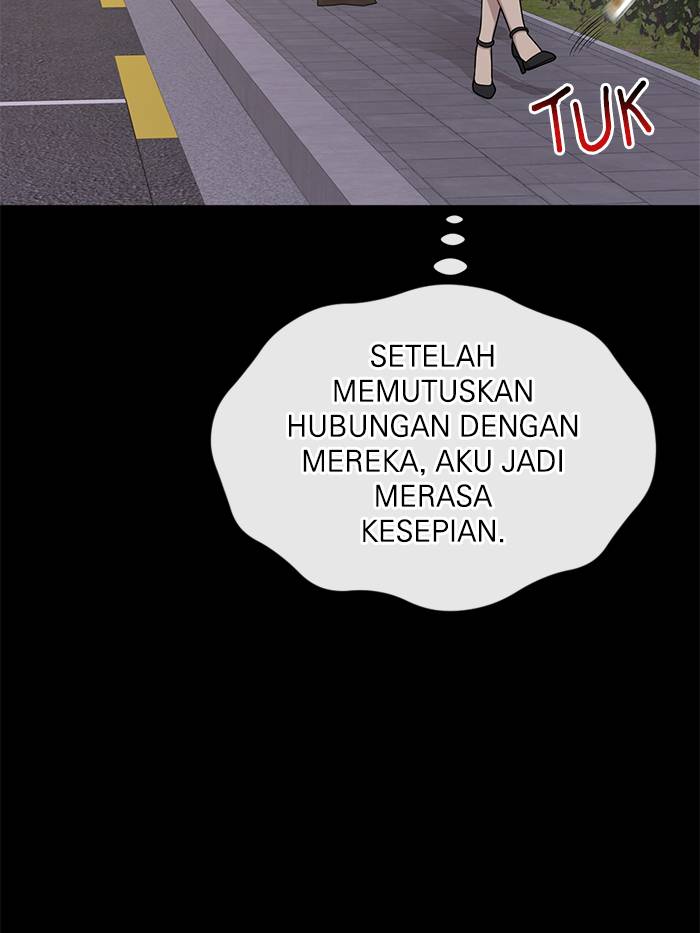 TUK
SETELAH
MEMUTUSKAN
HUBUNGAN DENGAN
MEREKA, AKU JADI
MERASA
KESEPIAN.